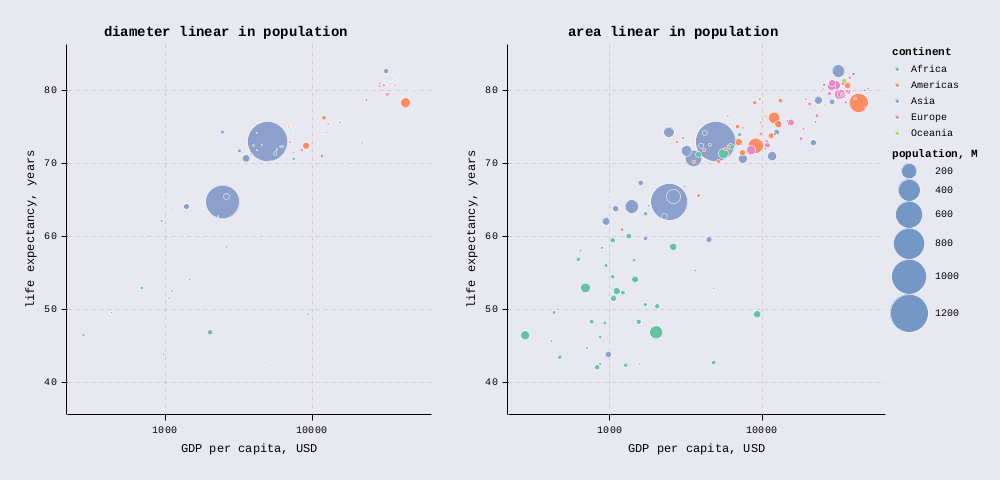 diameter linear in population
80
70
60
50
40
1000
10000
life expectancy, years
GDP per capita, USD
area linear in population
80
70
60
50
40
1000
10000
life expectancy, years
GDP per capita, USD
continent
Africa
Americas
Asia
Europe
Oceania
population, M
200
400
600
800
1000
1200